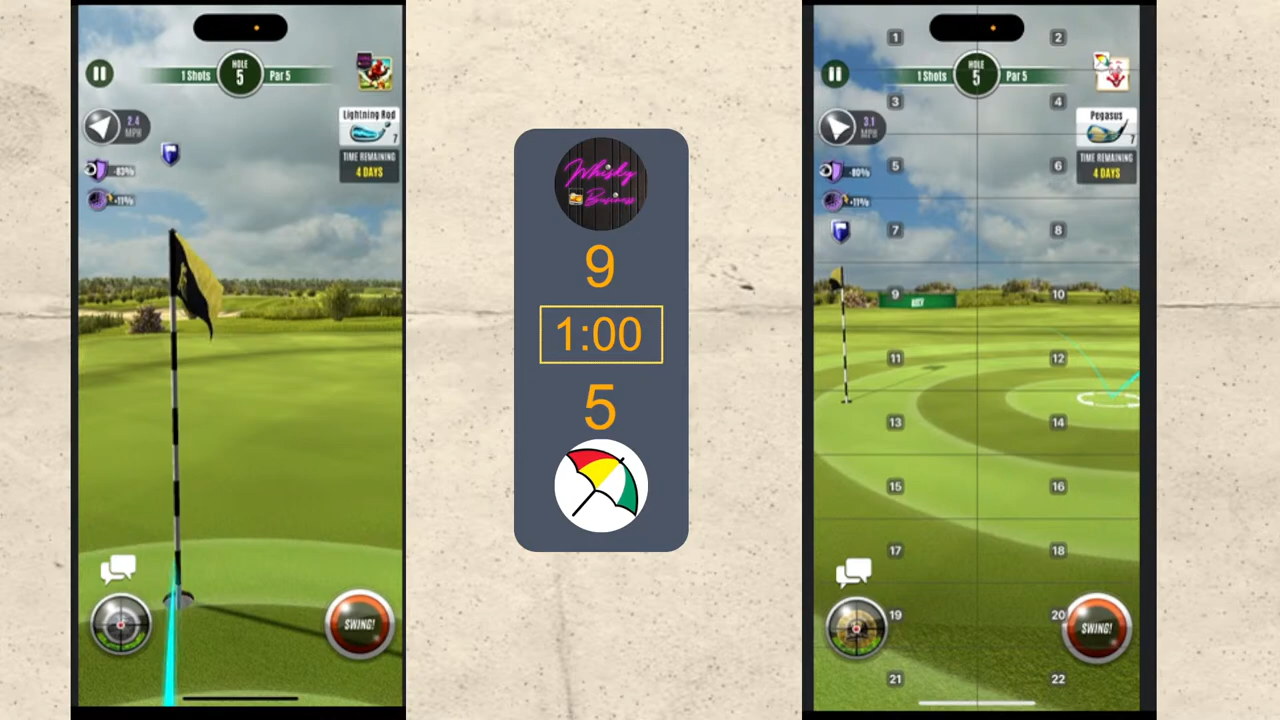 1 Shots
HOLE
5
Par 5
2.4
MPH
Lightning Rod
7
TIME REMAINING
4 DAYS
-83%
+11%
SWING!
Whisky
Business
9
1:00
5
1
2
1 Shots
HOLE
5
Par 5
3
4
3.1
MPH
Pegasus
7
TIME REMAINING
4 DAYS
5
6
-80%
+11%
7
8
9
10
11
12
13
14
15
16
17
18
19
20
SWING!
21
22